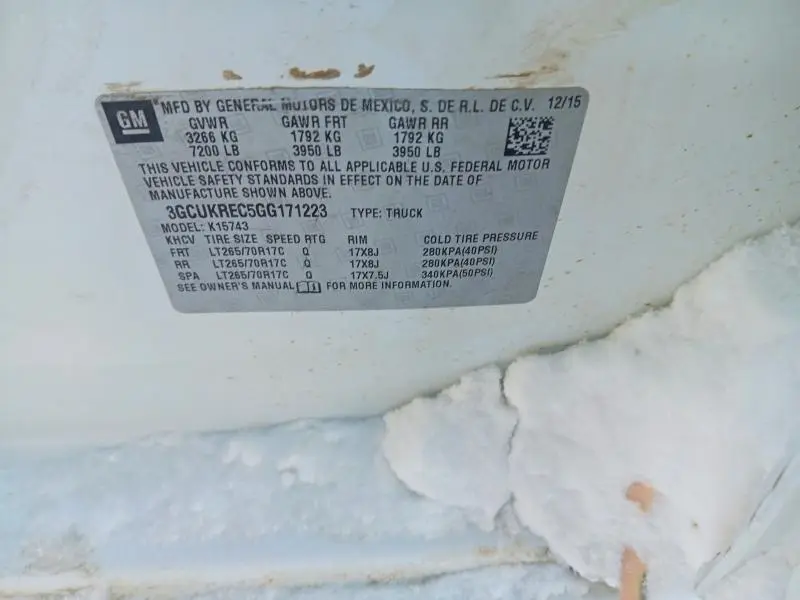 GM
MFD BY GENERAL MOTORS DE MEXICO, S. DE R.L. DE C.V. 12/15
GVWR GAWR FRT GAWR RR
3266 KG 1792 KG 1792 KG
7200 LB 3950 LB 3950 LB
THIS VEHICLE CONFORMS TO ALL APPLICABLE U.S. FEDERAL MOTOR
VEHICLE SAFETY STANDARDS IN EFFECT ON THE DATE OF
MANUFACTURE SHOWN ABOVE.
3GCUKREC5GG171223 TYPE: TRUCK
MODEL: K15743
KHCV TIRE SIZE SPEED RTG RIM COLD TIRE PRESSURE
FRT LT265/70R17C Q 17X8J 280KPA(40PSI)
RR LT265/70R17C Q 17X8J 280KPA(40PSI)
SPA LT265/70R17C Q 17X7.5J 340KPA(50PSI)
SEE OWNER'S MANUAL FOR MORE INFORMATION.